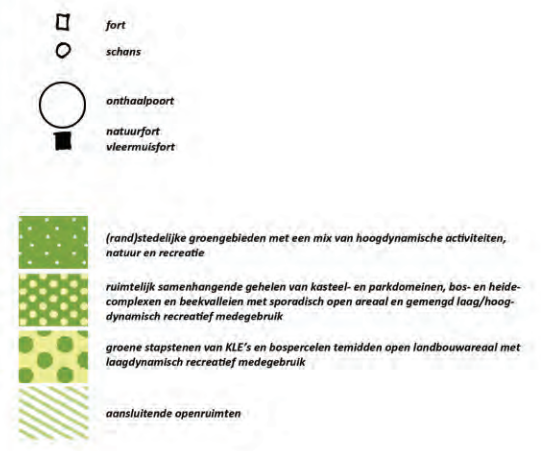 fort
schans
onthaalpoort
natuurfort
vleermuisfort
(rand)stedelijke groengebieden met een mix van hoogdynamische activiteiten,
natuur en recreatie
ruimtelijk samenhangende gehelen van kasteel- en parkdomeinen, bos- en heide-
complexen en beekvalleien met sporadisch open areaal en gemengd laag/hoog-
dynamisch recreatief medegebruik
groene stapstenen van KLE's en bospercelen temidden open landbouwareaal met
laagdynamisch recreatief medegebruik
aansluitende openruimten